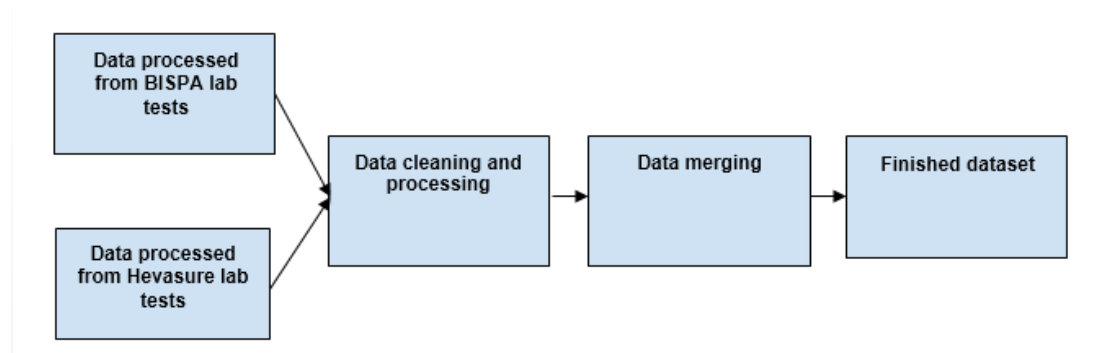 Data processed
from BISPA lab
tests
Data processed
from Hevasure lab
tests
Data cleaning and
processing
Data merging
Finished dataset